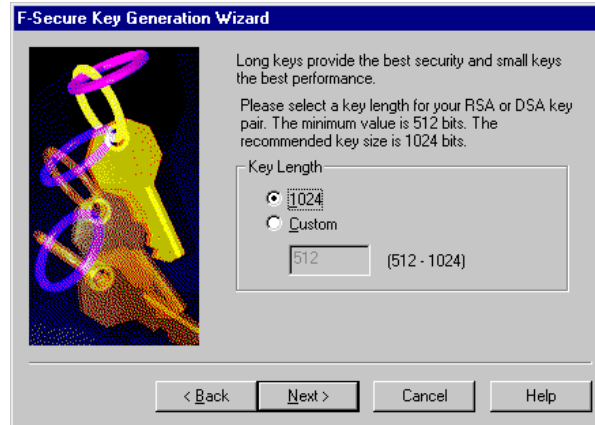 F-Secure Key Generation Wizard
Long keys provide the best security and small keys
the best performance.
Please select a key length for your RSA or DSA key
pair. The minimum value is 512 bits. The
recommended key size is 1024 bits.
Key Length
1024
Custom
512 (512 - 1024)
< Back Next > Cancel Help